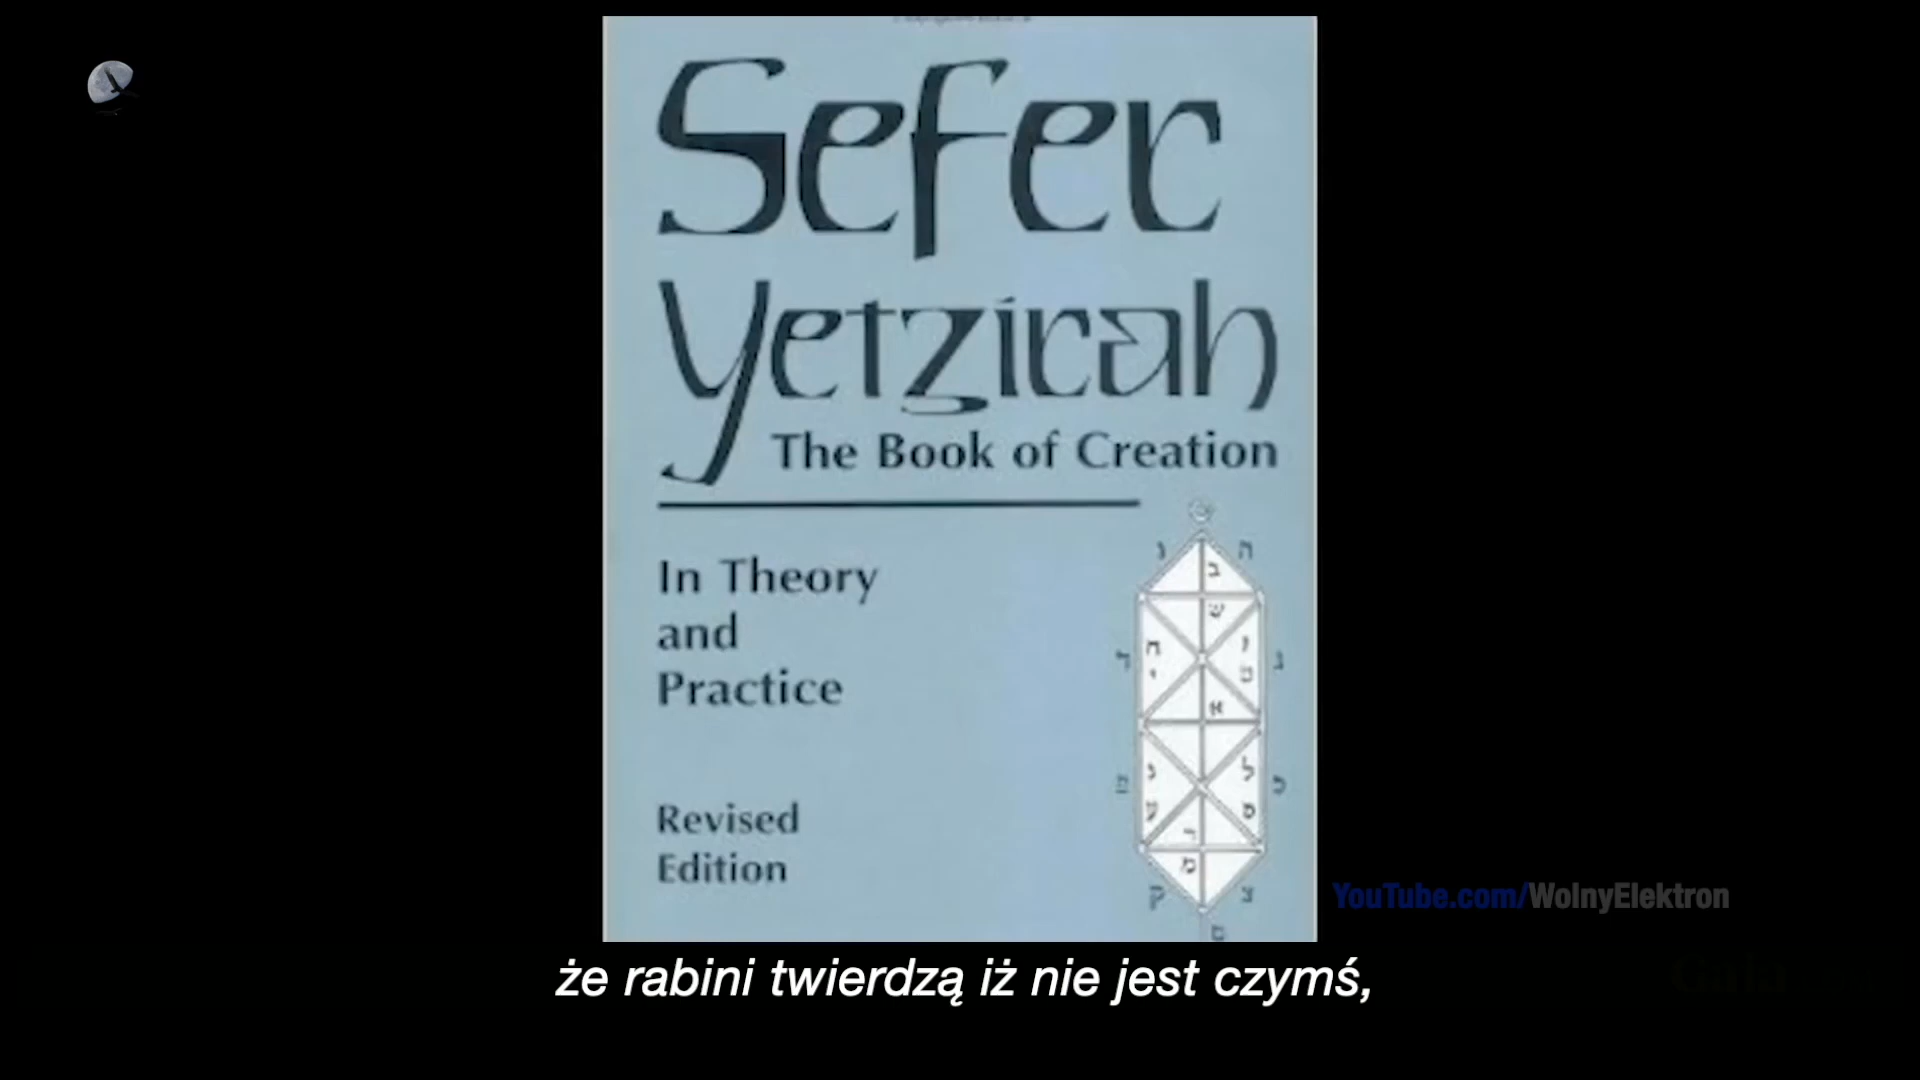 Sefer
Yetzirah
The Book of Creation
In Theory
and
Practice
Revised
Edition
נ ה
ב
ש
ח ו
ד ג
י ט
א
נ ל
פ
ע ס
ר
מ
ק צ
YouTube.com/WolnyElektron
że rabini twierdzą iż nie jest czymś,